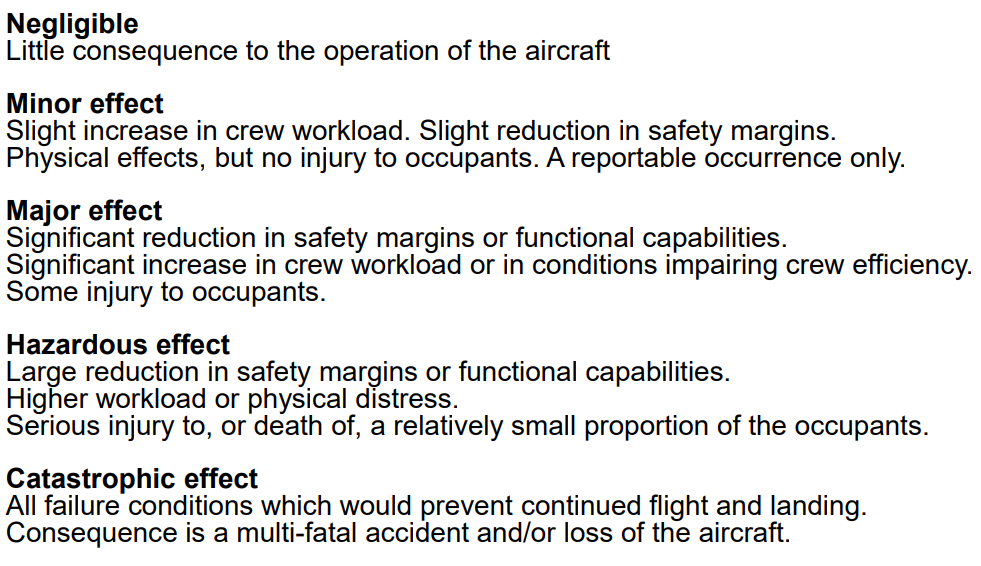 Negligible
Little consequence to the operation of the aircraft
Minor effect
Slight increase in crew workload. Slight reduction in safety margins.
Physical effects, but no injury to occupants. A reportable occurrence only.
Major effect
Significant reduction in safety margins or functional capabilities.
Significant increase in crew workload or in conditions impairing crew efficiency.
Some injury to occupants.
Hazardous effect
Large reduction in safety margins or functional capabilities.
Higher workload or physical distress.
Serious injury to, or death of, a relatively small proportion of the occupants.
Catastrophic effect
All failure conditions which would prevent continued flight and landing.
Consequence is a multi-fatal accident and/or loss of the aircraft.